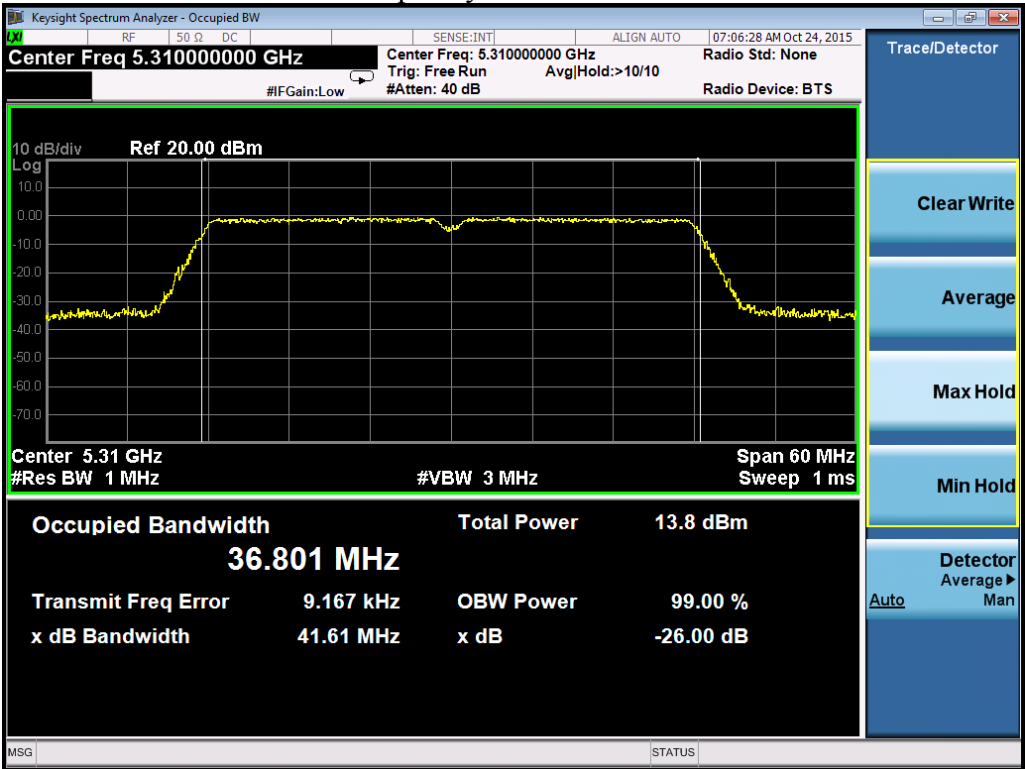 Keysight Spectrum Analyzer - Occupied BW
LXI RF 50 Ω DC SENSE:INT ALIGN AUTO 07:06:28 AM Oct 24, 2015
Center Freq 5.310000000 GHz
Center Freq: 5.310000000 GHz Radio Std: None
Trig: Free Run Avg|Hold:>10/10
#IFGain:Low #Atten: 40 dB Radio Device: BTS
10 dB/div Ref 20.00 dBm
Log
10.0
0.00
-10.0
-20.0
-30.0
-40.0
-50.0
-60.0
-70.0
Center 5.31 GHz Span 60 MHz
#Res BW 1 MHz #VBW 3 MHz Sweep 1 ms
Occupied Bandwidth Total Power 13.8 dBm
36.801 MHz
Transmit Freq Error 9.167 kHz OBW Power 99.00 %
x dB Bandwidth 41.61 MHz x dB -26.00 dB
MSG STATUS
Trace/Detector
Clear Write
Average
Max Hold
Min Hold
Detector
Average▶
Auto Man